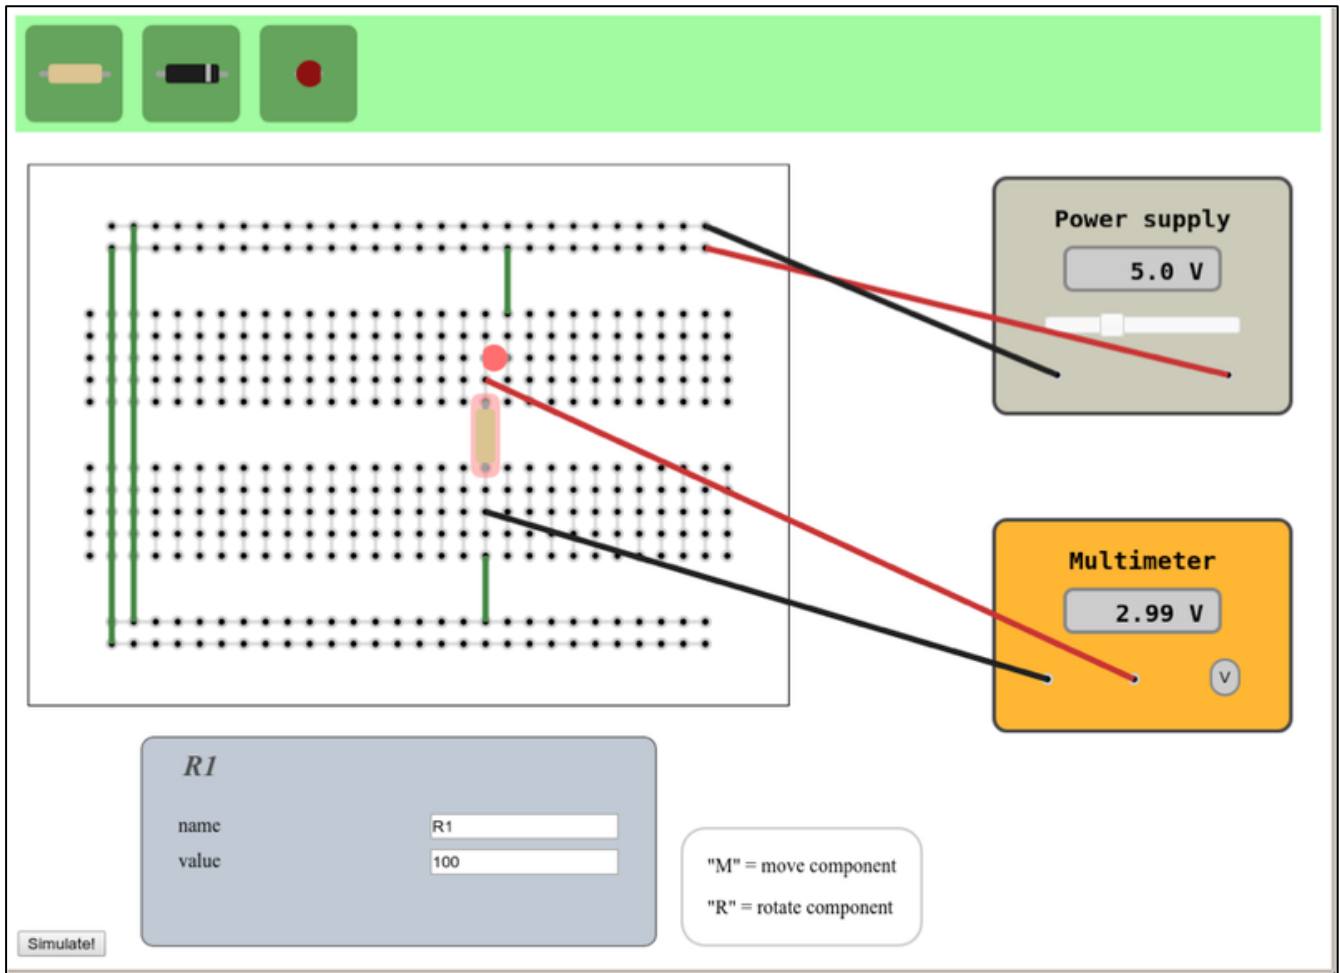 Power supply
5.0 V
Multimeter
2.99 V
V
R1
name R1
value 100
"M" = move component
"R" = rotate component
Simulate!